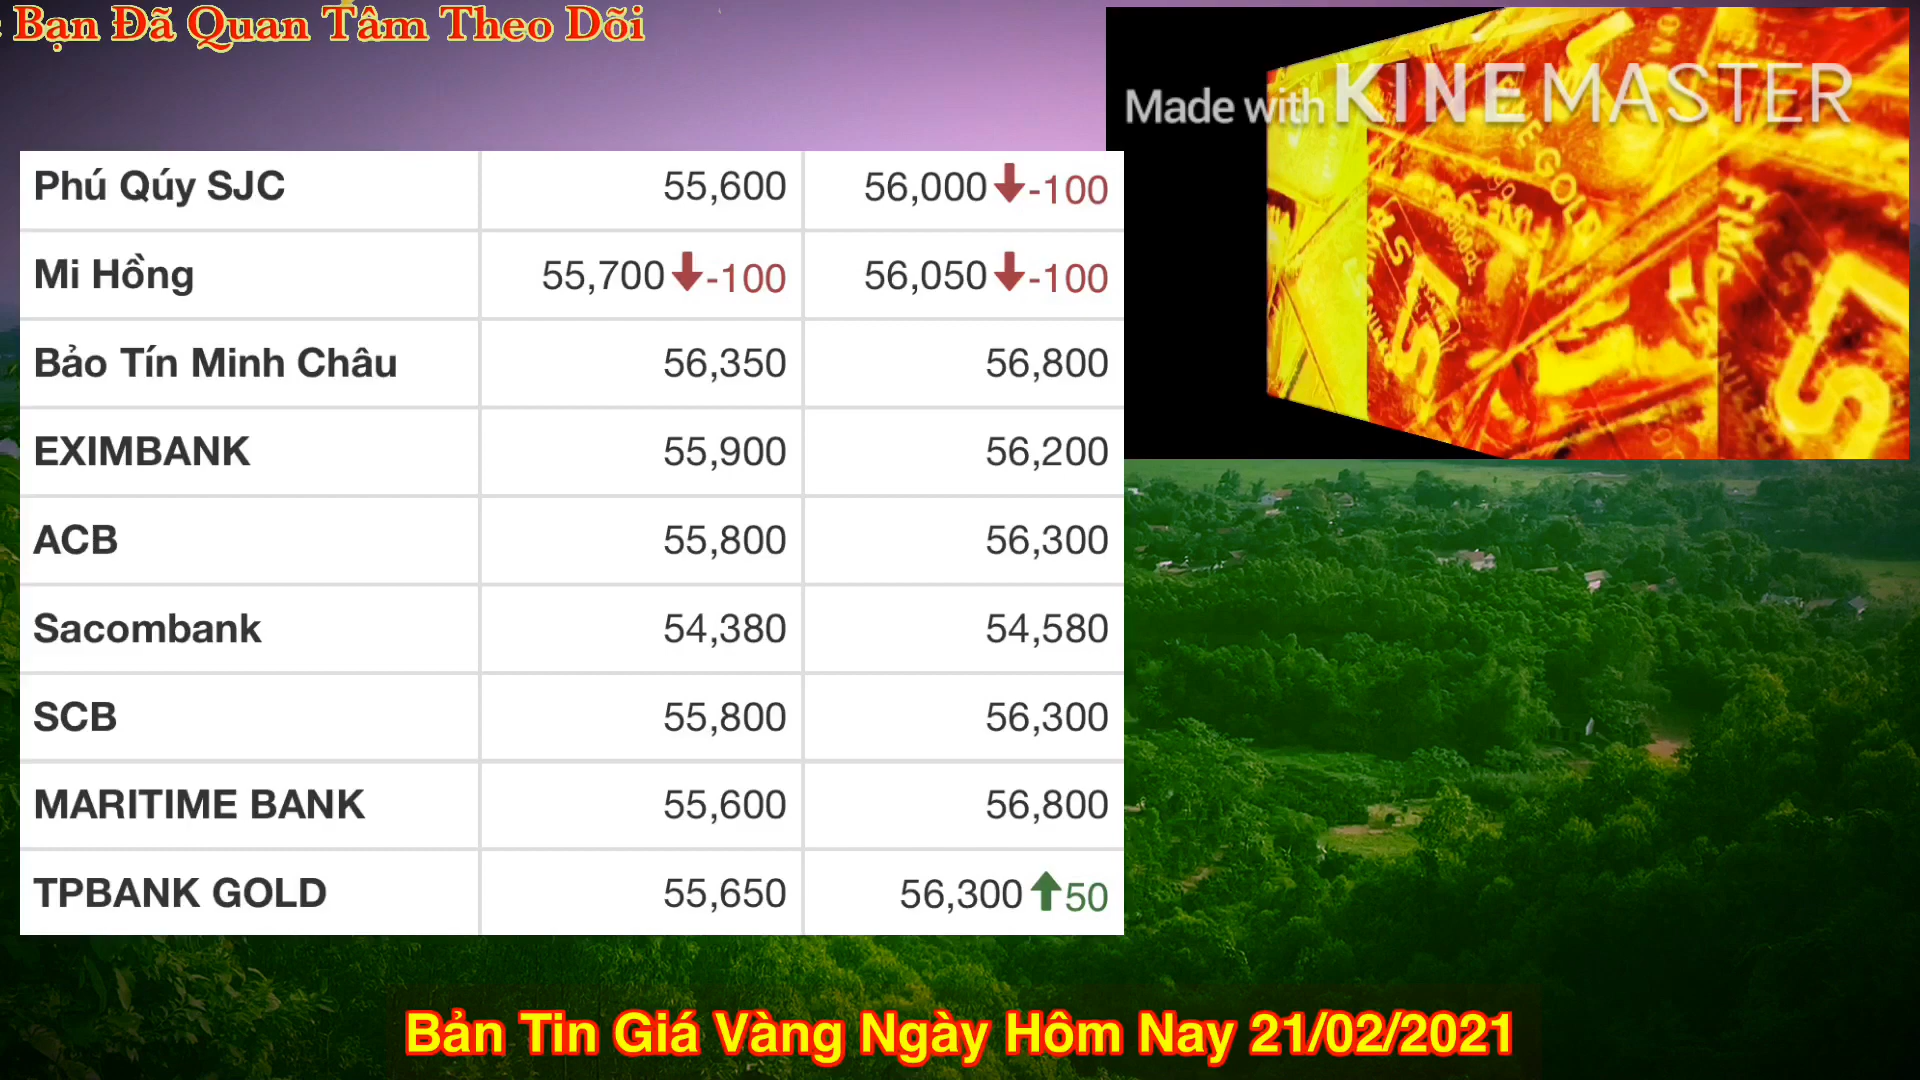 Bạn Đã Quan Tâm Theo Dõi
Made with KINEMASTER
Phú Qúy SJC 55,600 56,000 -100
Mi Hồng 55,700 -100 56,050 -100
Bảo Tín Minh Châu 56,350 56,800
EXIMBANK 55,900 56,200
ACB 55,800 56,300
Sacombank 54,380 54,580
SCB 55,800 56,300
MARITIME BANK 55,600 56,800
TPBANK GOLD 55,650 56,300 50
GOLD
Bản Tin Giá Vàng Ngày Hôm Nay 21/02/2021